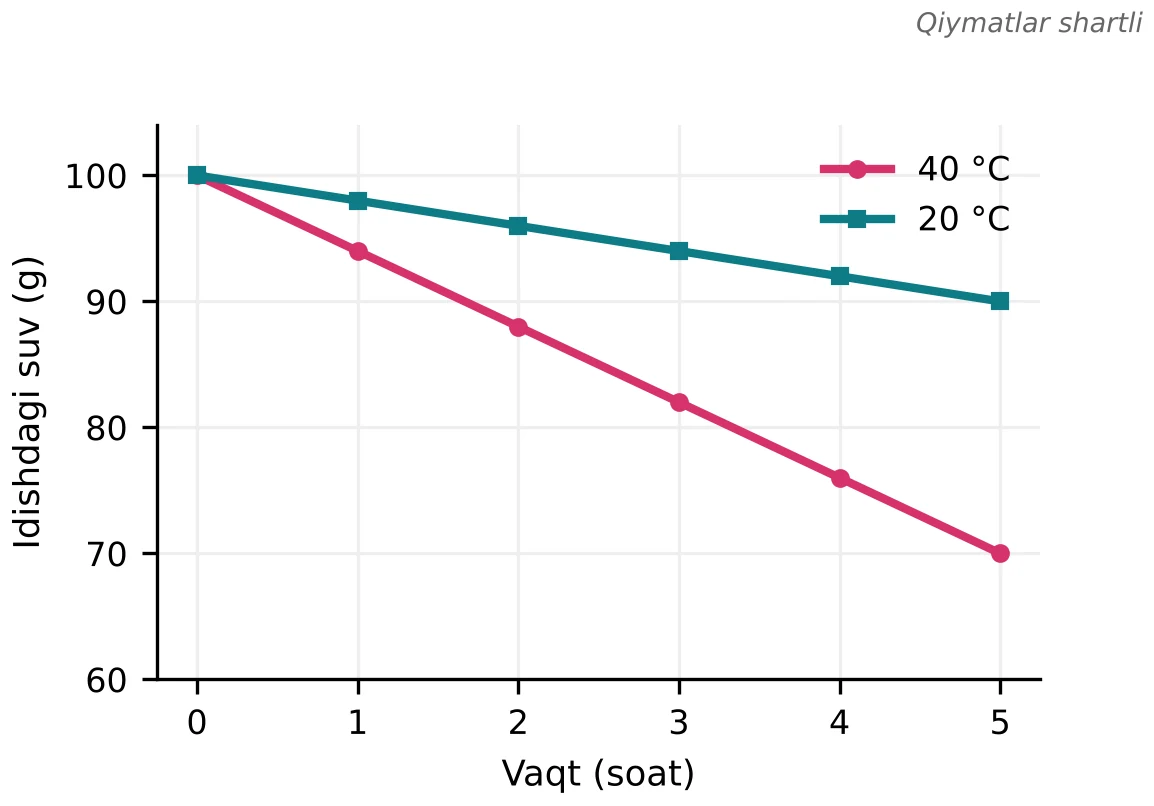 Qiymatlar shartli
40 °C
20 °C
Idishdagi suv (g)
100
90
80
70
60
0 1 2 3 4 5
Vaqt (soat)